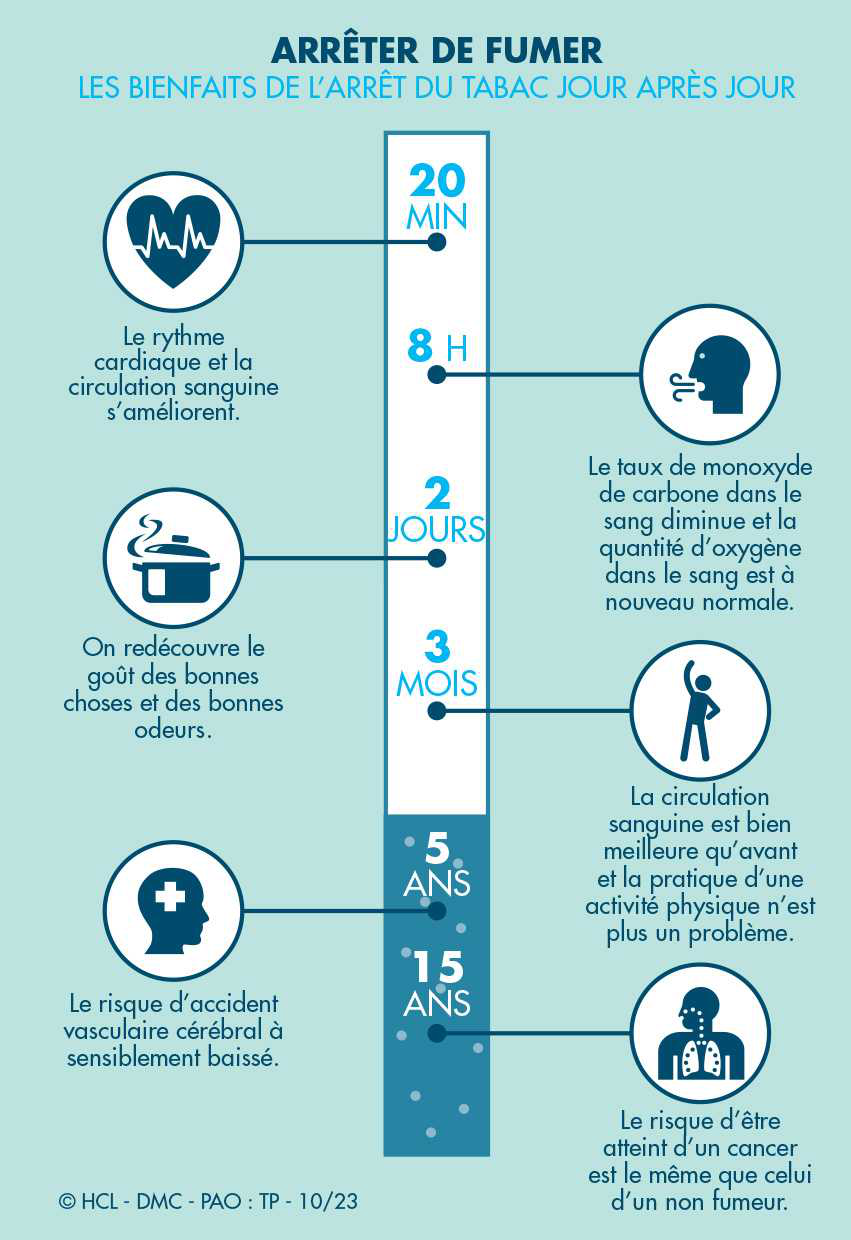 ARRÊTER DE FUMER
LES BIENFAITS DE L'ARRÊT DU TABAC JOUR APRÈS JOUR
20
MIN
Le rythme
cardiaque et la
circulation sanguine
s'améliorent.
8 H
Le taux de monoxyde
de carbone dans le
sang diminue et la
quantité d'oxygène
dans le sang est à
nouveau normale.
2
JOURS
On redécouvre le
goût des bonnes
choses et des bonnes
odeurs.
3
MOIS
La circulation
sanguine est bien
meilleure qu'avant
et la pratique d'une
activité physique n'est
plus un problème.
5
ANS
Le risque d'accident
vasculaire cérébral à
sensiblement baissé.
15
ANS
Le risque d'être
atteint d'un cancer
est le même que celui
d'un non fumeur.
© HCL - DMC - PAO : TP - 10/23